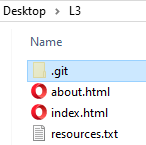 Desktop > L3
Name
.git
about.html
index.html
resources.txt